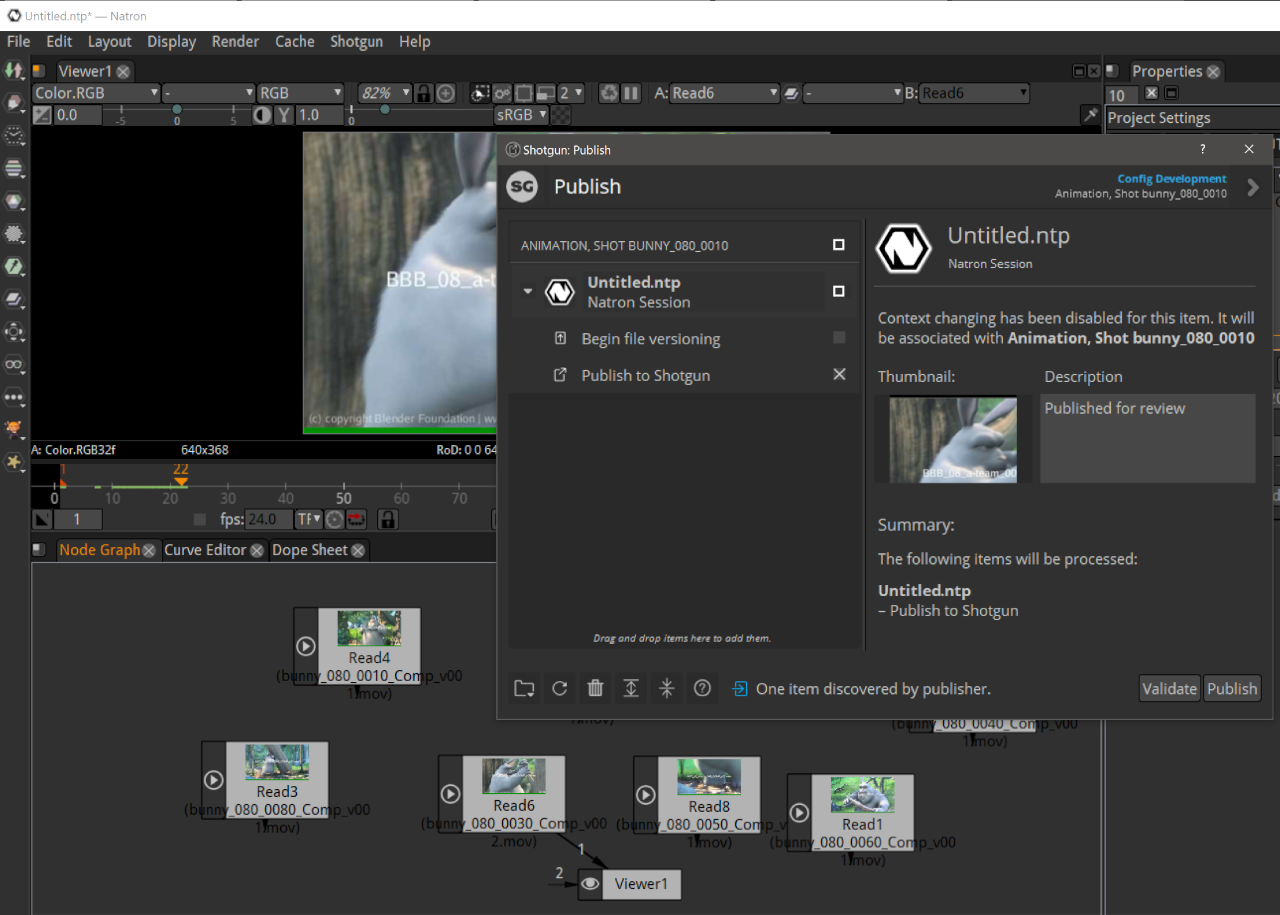 Untitled.ntp* — Natron
File Edit Layout Display Render Cache Shotgun Help
Viewer1
Properties
Color.RGB - RGB 82% 2 A: Read6 - B: Read6
10
0.0 -5 0 5 Y 1.0 0 sRGB
Project Settings
Shotgun: Publish
?
SG Publish
Config Development
Animation, Shot bunny_080_0010
ANIMATION, SHOT BUNNY_080_0010
Untitled.ntp
Natron Session
Begin file versioning
Publish to Shotgun
Drag and drop items here to add them.
Untitled.ntp
Natron Session
Context changing has been disabled for this item. It will
be associated with Animation, Shot bunny_080_0010
Thumbnail: Description
Published for review
BBB_08_a-team_00
Summary:
The following items will be processed:
Untitled.ntp
– Publish to Shotgun
One item discovered by publisher.
Validate Publish
BBB_08_a-t
(c) copyright Blender Foundation | ww
A: Color.RGB32f 640x368 RoD: 0 0 64
1 22
0 10 20 30 40 50 60 70
1 fps: 24.0
Node Graph Curve Editor Dope Sheet
Read4
(bunny_080_0010_Comp_v00
1.mov)
1.mov)
(bunny_080_0040_Comp_v00
1.mov)
Read3
(bunny_080_0080_Comp_v00
1.mov)
Read6
(bunny_080_0030_Comp_v00
2.mov)
Read8
(bunny_080_0050_Comp_v
1.mov)
Read1
(bunny_080_0060_Comp_v00
1.mov)
1
2
Viewer1